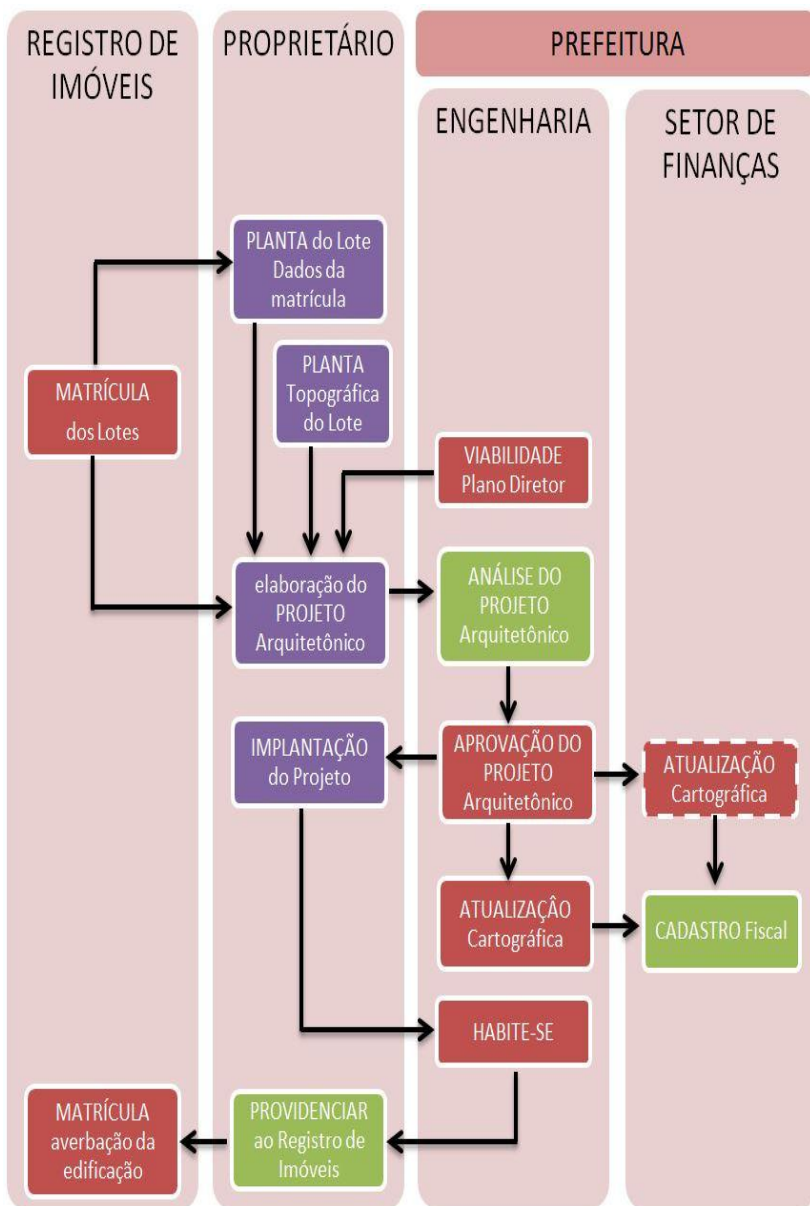 REGISTRO DE
IMÓVEIS
PROPRIETÁRIO
PREFEITURA
ENGENHARIA
SETOR DE
FINANÇAS
PLANTA do Lote
Dados da
matrícula
PLANTA
Topográfica
do Lote
MATRÍCULA
dos Lotes
VIABILIDADE
Plano Diretor
elaboração do
PROJETO
Arquitetônico
ANÁLISE DO
PROJETO
Arquitetônico
IMPLANTAÇÃO
do Projeto
APROVAÇÃO DO
PROJETO
Arquitetônico
ATUALIZAÇÃO
Cartográfica
ATUALIZAÇÂO
Cartográfica
CADASTRO Fiscal
HABITE-SE
MATRÍCULA
averbação da
edificação
PROVIDENCIAR
ao Registro de
Imóveis